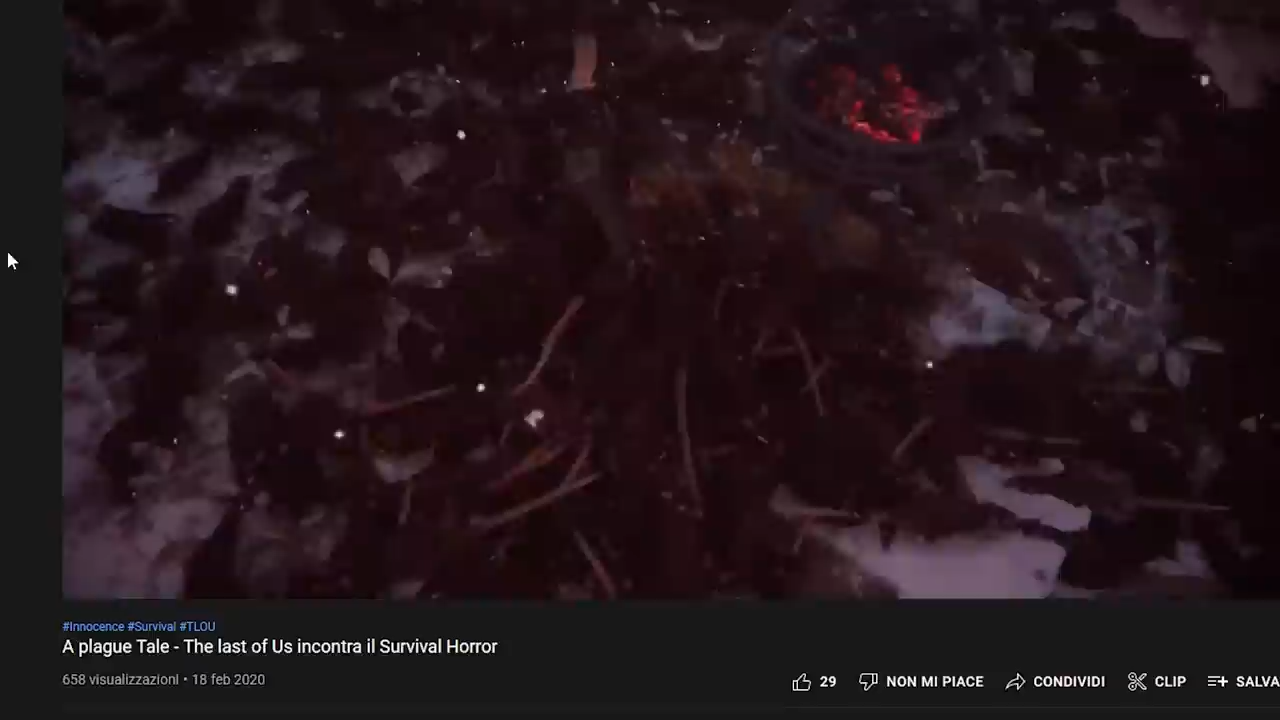 #Innocence #Survival #TLOU
A plague Tale - The last of Us incontra il Survival Horror
658 visualizzazioni • 18 feb 2020
29 NON MI PIACE CONDIVIDI CLIP SALVA